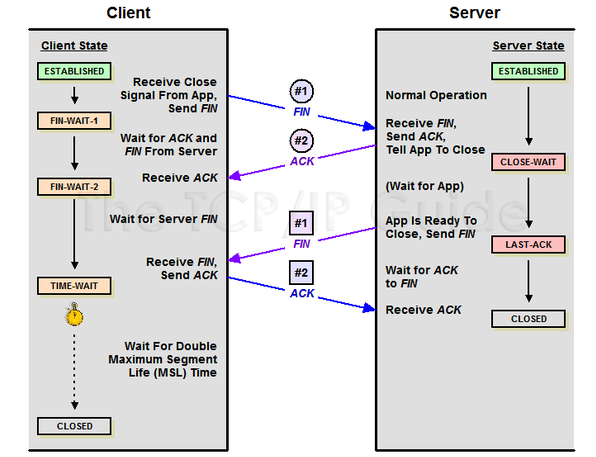 Client
Server
Client State
Server State
ESTABLISHED
Receive Close
Signal From App,
Send FIN
#1
FIN
Normal Operation
ESTABLISHED
FIN-WAIT-1
Wait for ACK and
FIN From Server
#2
ACK
Receive FIN,
Send ACK,
Tell App To Close
CLOSE-WAIT
FIN-WAIT-2
Receive ACK
(Wait for App)
The TCP/IP Guide
Wait for Server FIN
#1
FIN
App Is Ready To
Close, Send FIN
LAST-ACK
TIME-WAIT
Receive FIN,
Send ACK
#2
ACK
Wait for ACK
to FIN
Receive ACK
CLOSED
Wait For Double
Maximum Segment
Life (MSL) Time
CLOSED